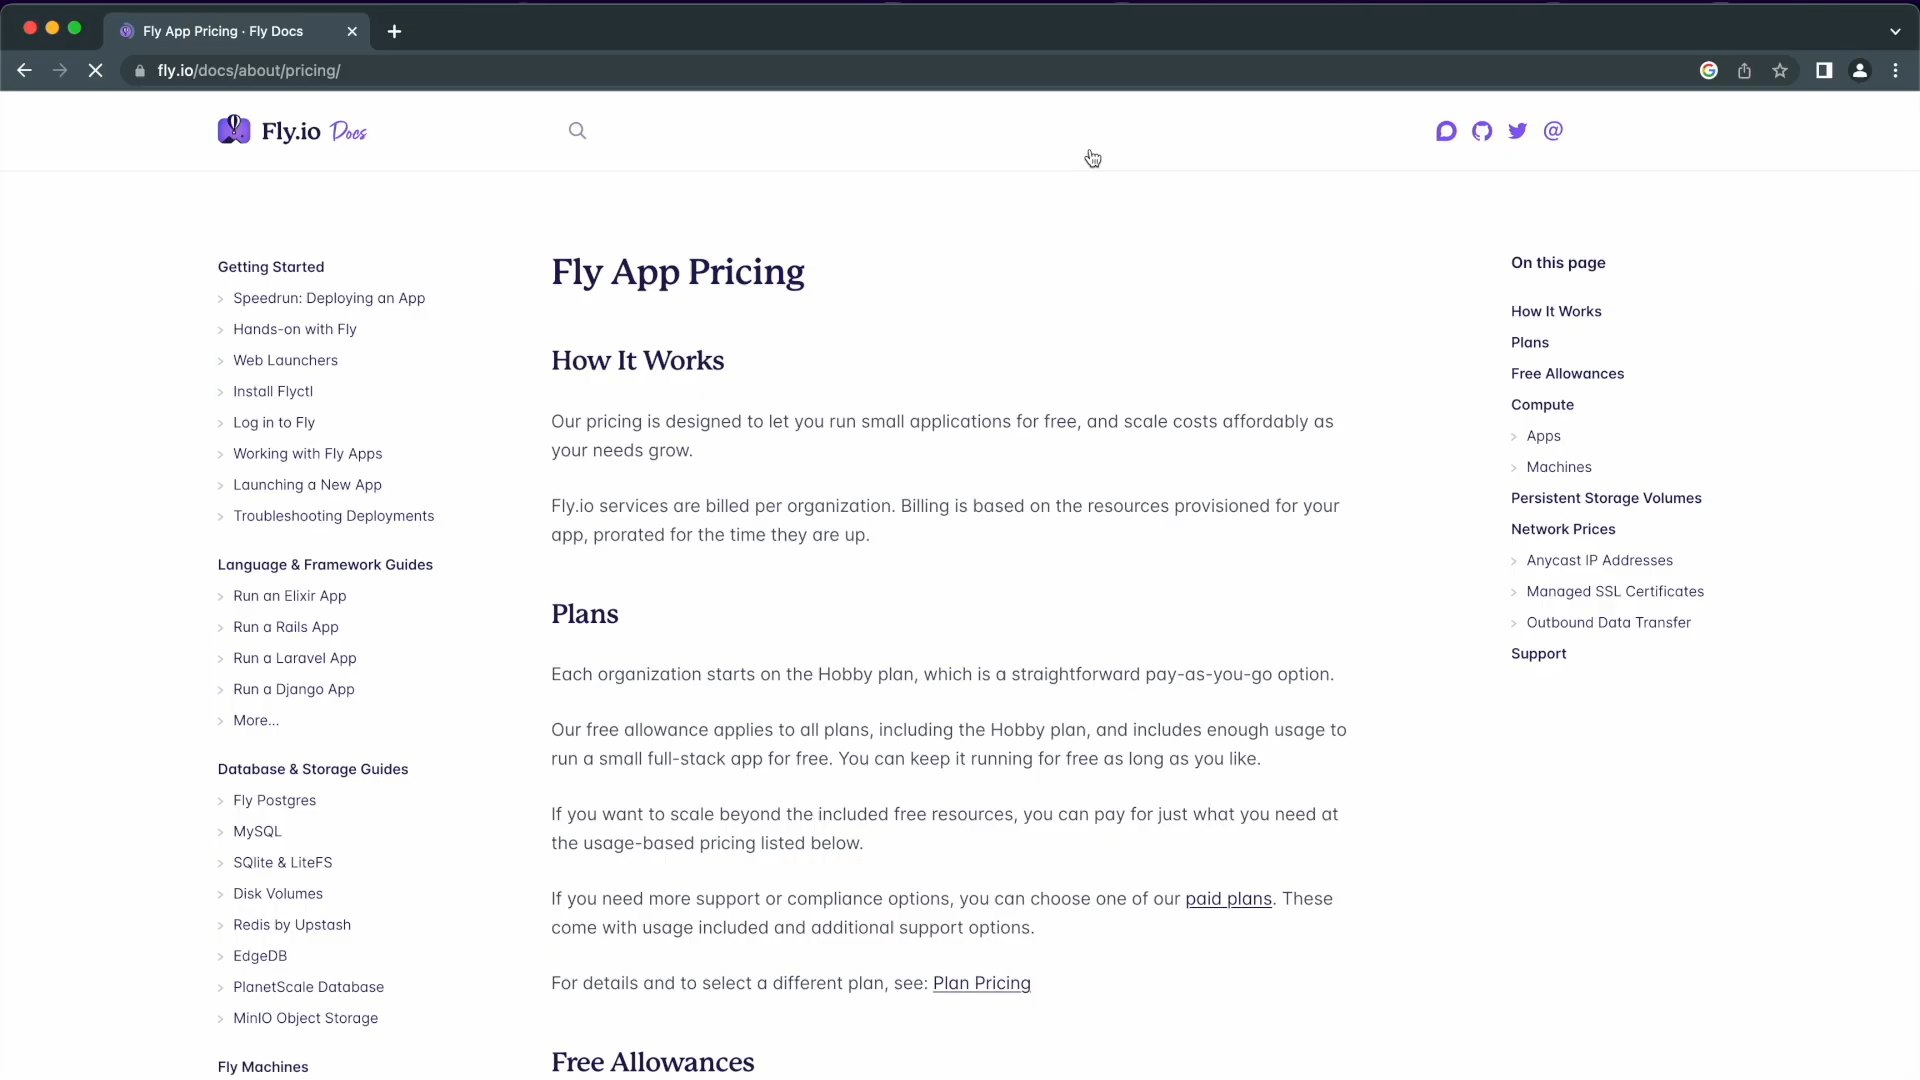 Fly App Pricing · Fly Docs
fly.io/docs/about/pricing/
Fly.io Docs
Getting Started
Speedrun: Deploying an App
Hands-on with Fly
Web Launchers
Install Flyctl
Log in to Fly
Working with Fly Apps
Launching a New App
Troubleshooting Deployments
Language & Framework Guides
Run an Elixir App
Run a Rails App
Run a Laravel App
Run a Django App
More...
Database & Storage Guides
Fly Postgres
MySQL
SQlite & LiteFS
Disk Volumes
Redis by Upstash
EdgeDB
PlanetScale Database
MinIO Object Storage
Fly Machines
Fly App Pricing
How It Works
Our pricing is designed to let you run small applications for free, and scale costs affordably as
your needs grow.
Fly.io services are billed per organization. Billing is based on the resources provisioned for your
app, prorated for the time they are up.
Plans
Each organization starts on the Hobby plan, which is a straightforward pay-as-you-go option.
Our free allowance applies to all plans, including the Hobby plan, and includes enough usage to
run a small full-stack app for free. You can keep it running for free as long as you like.
If you want to scale beyond the included free resources, you can pay for just what you need at
the usage-based pricing listed below.
If you need more support or compliance options, you can choose one of our paid plans. These
come with usage included and additional support options.
For details and to select a different plan, see: Plan Pricing
Free Allowances
On this page
How It Works
Plans
Free Allowances
Compute
Apps
Machines
Persistent Storage Volumes
Network Prices
Anycast IP Addresses
Managed SSL Certificates
Outbound Data Transfer
Support